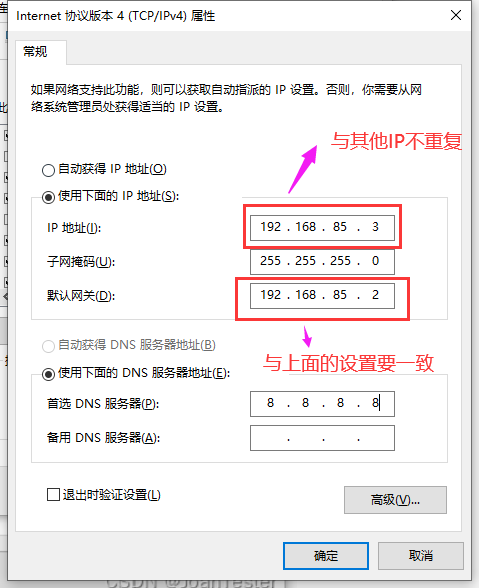 Internet 协议版本 4 (TCP/IPv4) 属性
常规
如果网络支持此功能，则可以获取自动指派的 IP 设置。否则，你需要从网
络系统管理员处获得适当的 IP 设置。
与其他IP不重复
自动获得 IP 地址(O)
使用下面的 IP 地址(S):
IP 地址(I): 192 . 168 . 85 . 3
子网掩码(U): 255 . 255 . 255 . 0
默认网关(D): 192 . 168 . 85 . 2
自动获得 DNS 服务器地址(B)
与上面的设置要一致
使用下面的 DNS 服务器地址(E):
首选 DNS 服务器(P): 8 . 8 . 8 . 8
备用 DNS 服务器(A): . . .
退出时验证设置(L)
高级(V)...
确定 取消
CSDN @JoanTester